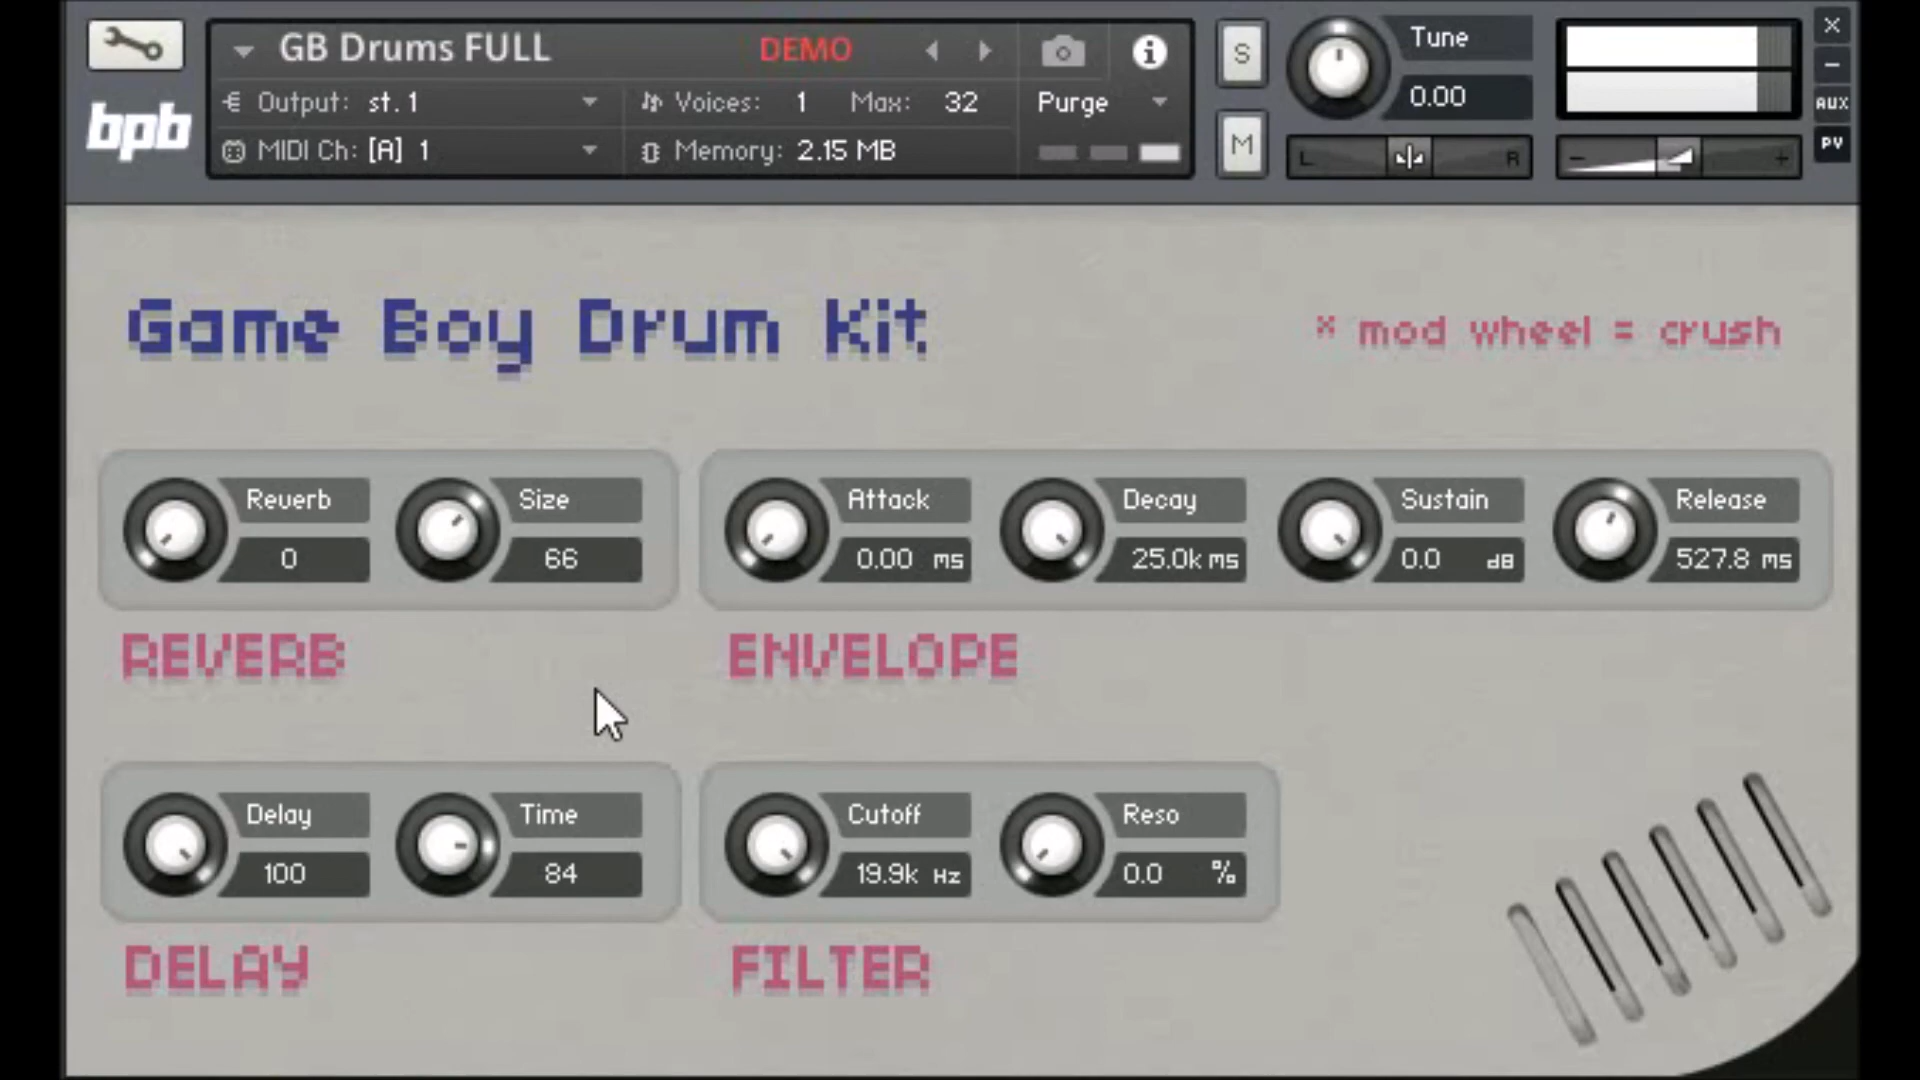 GB Drums FULL DEMO
S
Tune
X
Output: st. 1
Voices: 1 Max: 32
Purge
0.00
AUX
bpb
MIDI Ch: [A] 1
Memory: 2.15 MB
M
L R
- +
PV
Game Boy Drum Kit
* mod wheel = crush
Reverb
0
Size
66
Attack
0.00 ms
Decay
25.0k ms
Sustain
0.0 dB
Release
527.8 ms
REVERB
ENVELOPE
Delay
100
Time
84
Cutoff
19.9k Hz
Reso
0.0 %
DELAY
FILTER